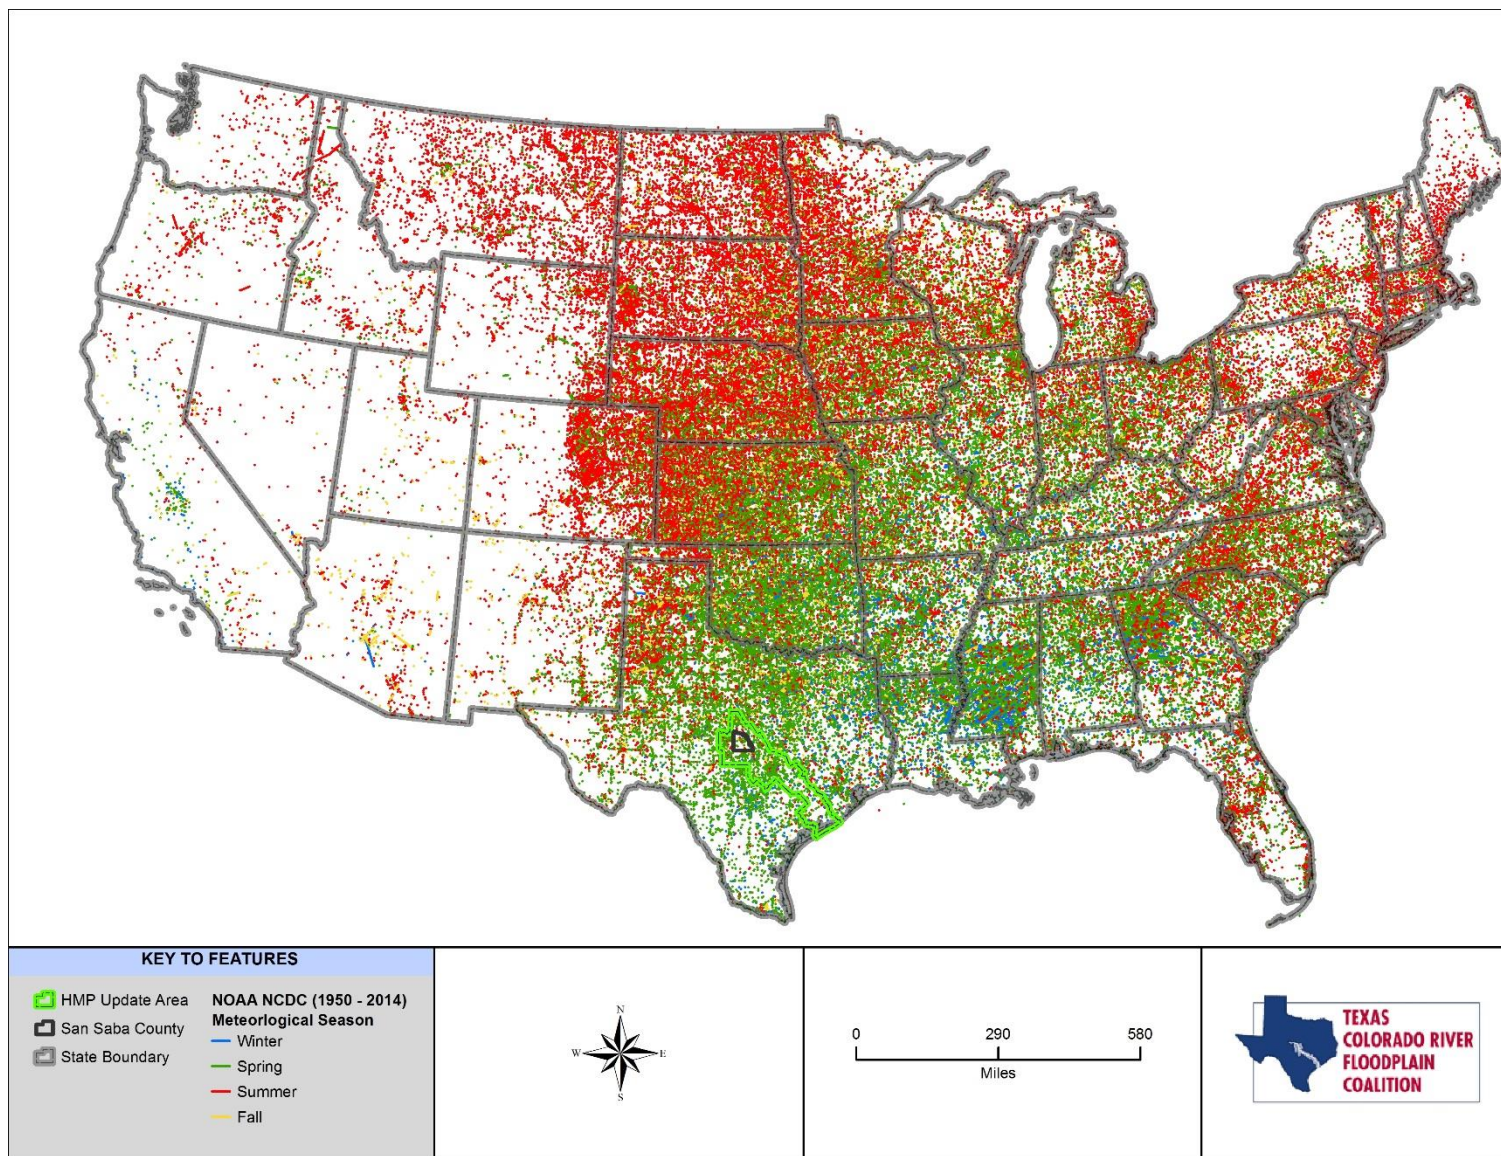 KEY TO FEATURES
HMP Update Area
San Saba County
State Boundary
NOAA NCDC (1950 - 2014)
Meteorlogical Season
Winter
Spring
Summer
Fall
N
W
E
S
0
290
580
Miles
TEXAS
COLORADO RIVER
FLOODPLAIN
COALITION